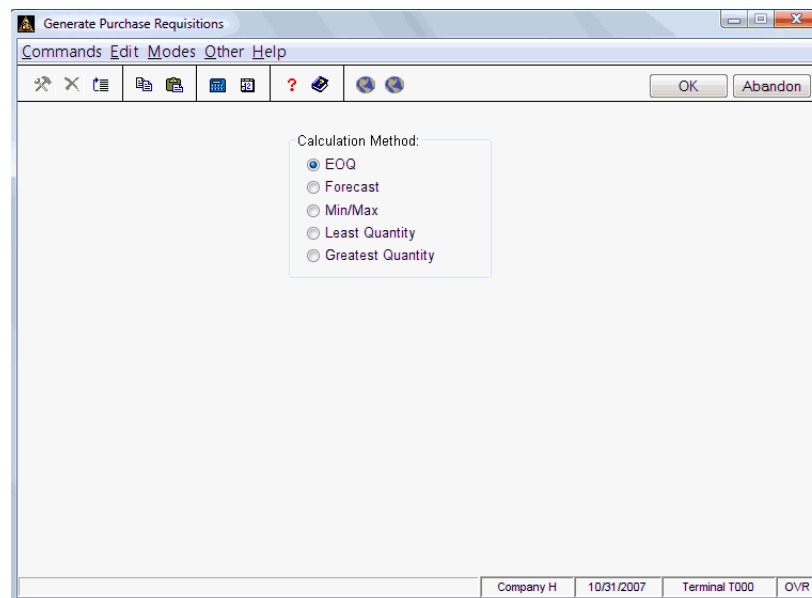 Generate Purchase Requisitions
Commands Edit Modes Other Help
OK Abandon
Calculation Method:
EOQ
Forecast
Min/Max
Least Quantity
Greatest Quantity
Company H 10/31/2007 Terminal T000 OVR